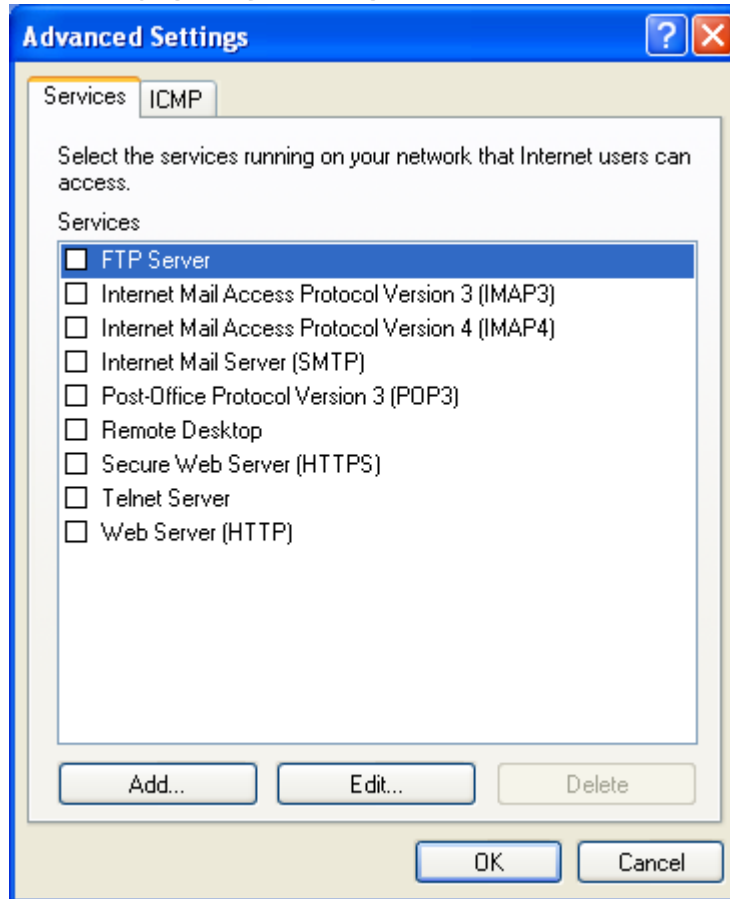 Advanced Settings
Services
ICMP
Select the services running on your network that Internet users can
access.
Services
FTP Server
Internet Mail Access Protocol Version 3 (IMAP3)
Internet Mail Access Protocol Version 4 (IMAP4)
Internet Mail Server (SMTP)
Post-Office Protocol Version 3 (POP3)
Remote Desktop
Secure Web Server (HTTPS)
Telnet Server
Web Server (HTTP)
Add...
Edit...
Delete
OK
Cancel